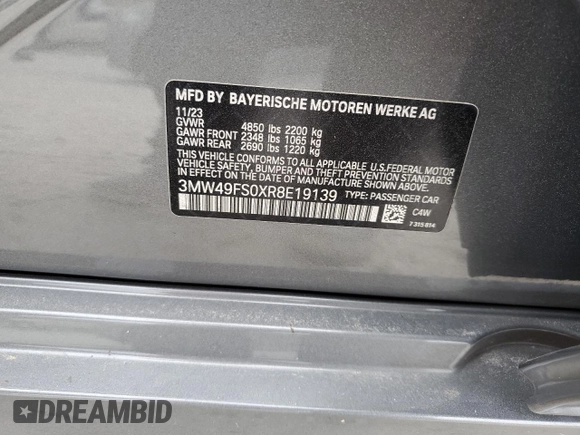 MFD BY BAYERISCHE MOTOREN WERKE AG
11/23
GVWR 4850 lbs 2200 kg
GAWR FRONT 2348 lbs 1065 kg
GAWR REAR 2690 lbs 1220 kg
THIS VEHICLE CONFORMS TO ALL APPLICABLE U.S.FEDERAL MOTOR
VEHICLE SAFETY, BUMPER, AND THEFT PREVENTION STANDARDS
IN EFFECT ON THE DATE OF MANUFACTURE SHOWN ABOVE.
3MW49FS0XR8E19139 TYPE: PASSENGER CAR
C4W
7 315 814
DREAMBID